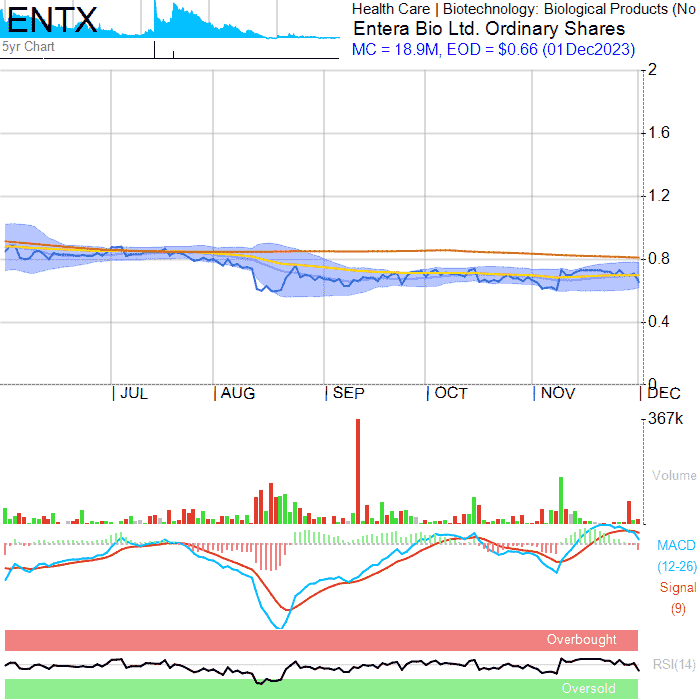 ENTX
5yr Chart
Health Care | Biotechnology: Biological Products (No
Entera Bio Ltd. Ordinary Shares
MC = 18.9M, EOD = $0.66 (01Dec2023)
2
1.6
1.2
0.8
0.4
0
JUL
AUG
SEP
OCT
NOV
DEC
367k
Volume
MACD
(12-26)
Signal
(9)
Overbought
RSI(14)
Oversold